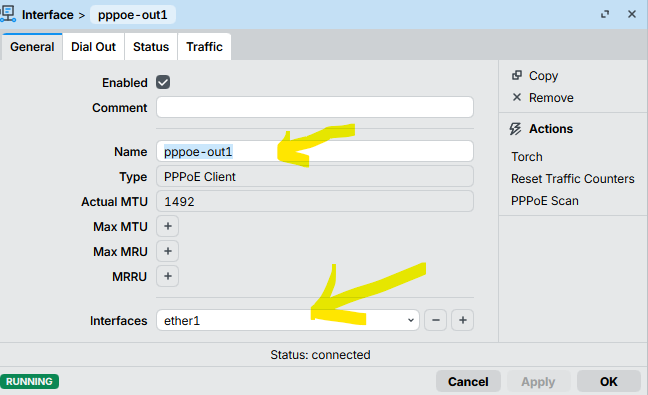 Interface > pppoe-out1
General Dial Out Status Traffic
Enabled
Comment
Name pppoe-out1
Type PPPoE Client
Actual MTU 1492
Max MTU +
Max MRU +
MRRU +
Interfaces ether1 − +
Copy
Remove
Actions
Torch
Reset Traffic Counters
PPPoE Scan
Status: connected
RUNNING Cancel Apply OK